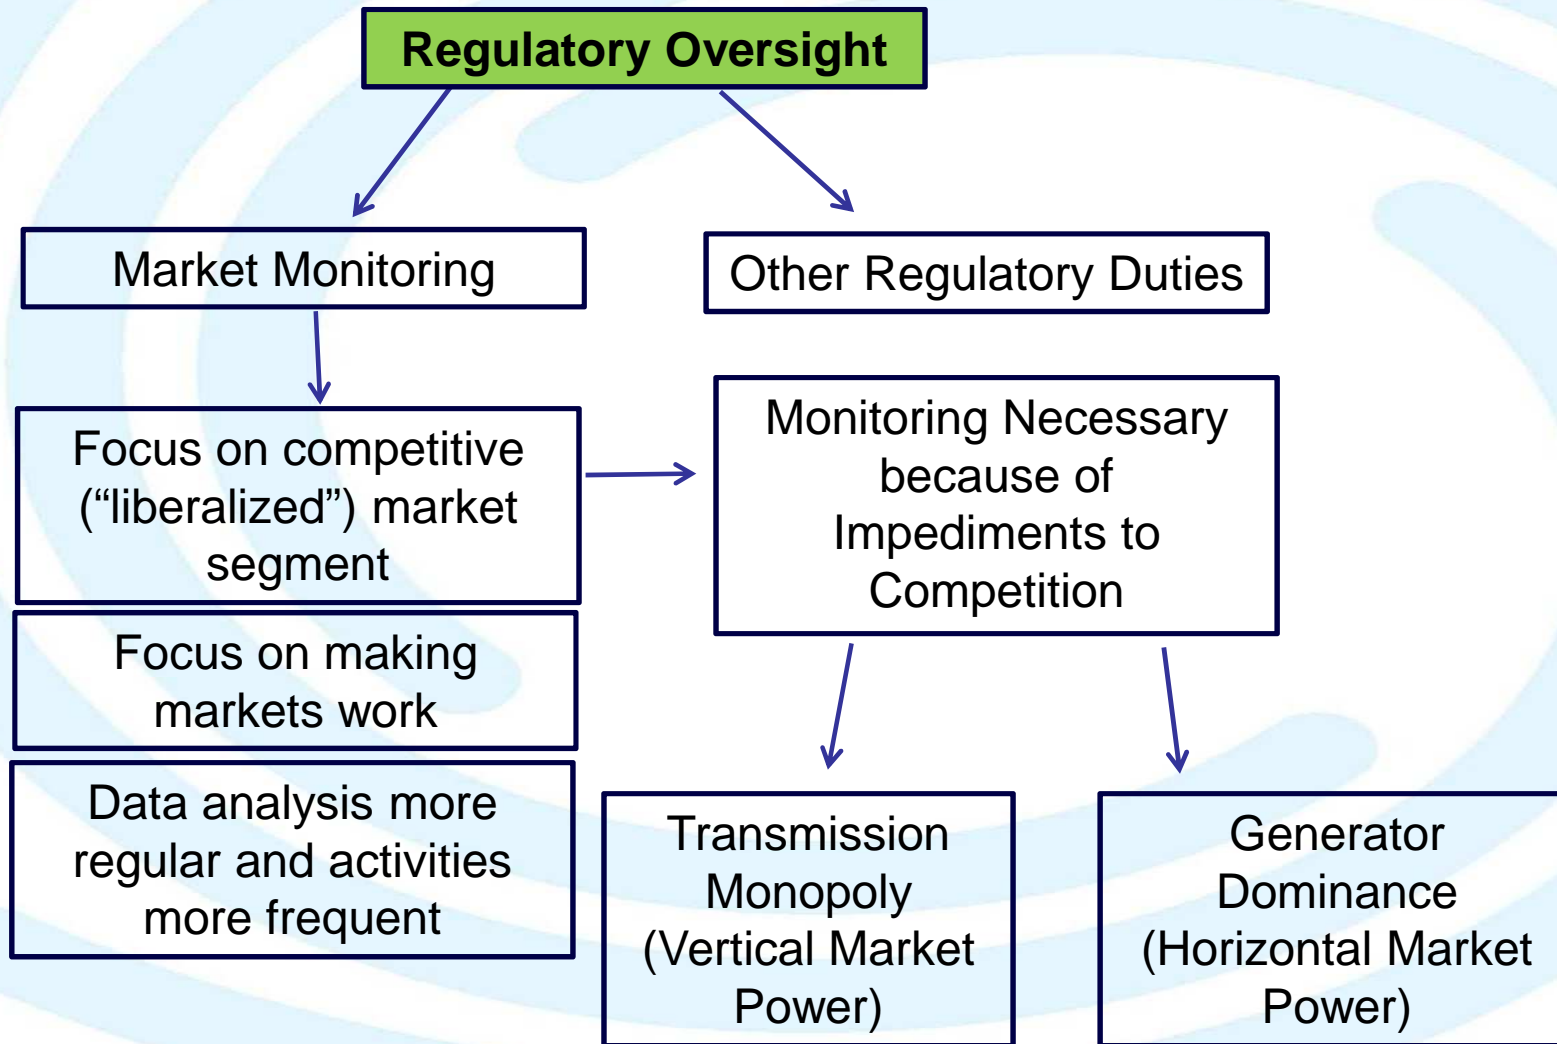 Regulatory Oversight
Market Monitoring
Other Regulatory Duties
Focus on competitive
(“liberalized”) market
segment
Monitoring Necessary
because of
Impediments to
Competition
Focus on making
markets work
Data analysis more
regular and activities
more frequent
Transmission
Monopoly
(Vertical Market
Power)
Generator
Dominance
(Horizontal Market
Power)